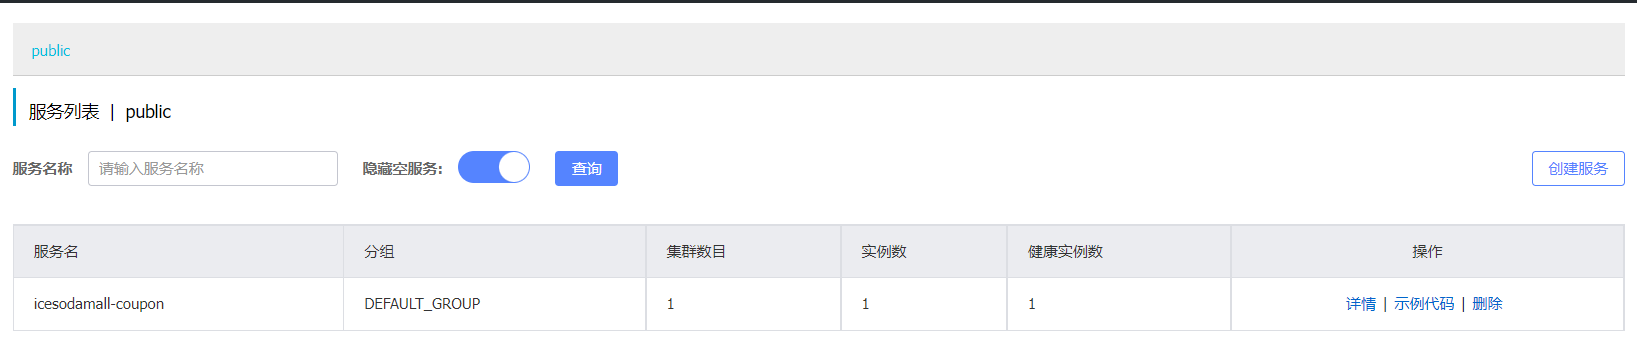 public
服务列表 | public
服务名称 请输入服务名称 隐藏空服务: 查询 创建服务
服务名 分组 集群数目 实例数 健康实例数 操作
icesodamall-coupon DEFAULT_GROUP 1 1 1 详情 | 示例代码 | 删除